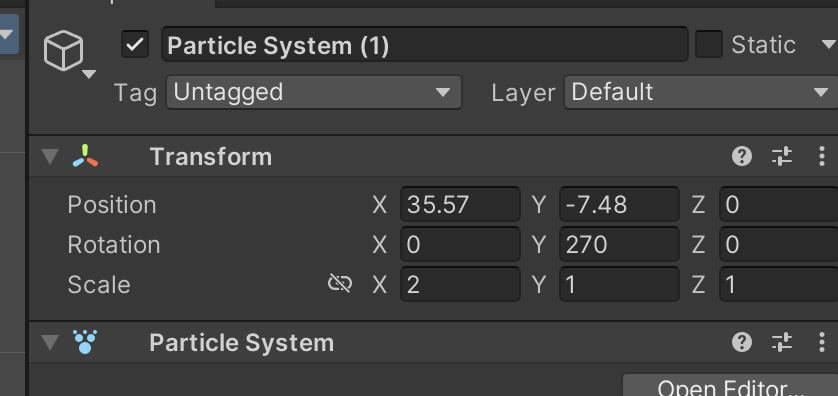 Particle System (1)
Static
Tag Untagged Layer Default
Transform
Position X 35.57 Y -7.48 Z 0
Rotation X 0 Y 270 Z 0
Scale X 2 Y 1 Z 1
Particle System
Open Editor...